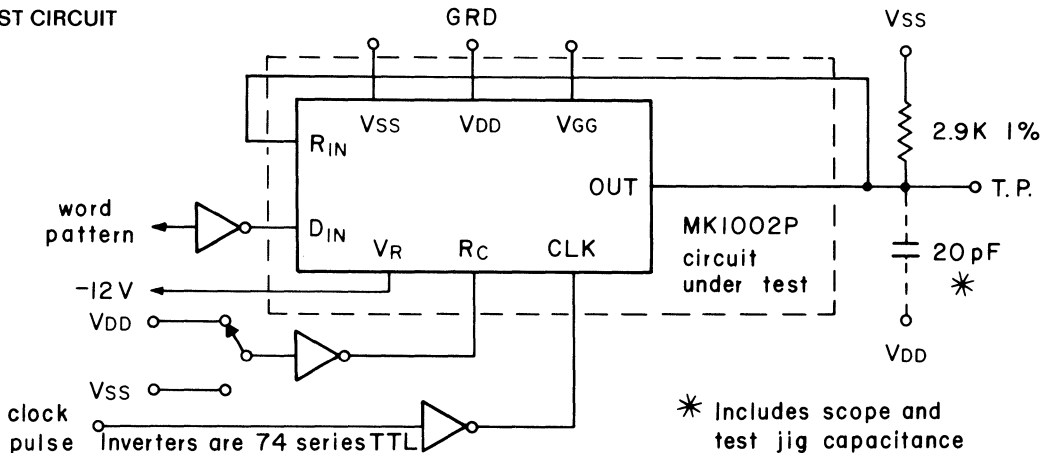 ST CIRCUIT
GRD
VSS
VSS VDD VGG
RIN
2.9K 1%
OUT
T.P.
word
pattern
DIN
MK1002P
circuit
under test
VR RC CLK
20pF
*
-12V
VDD
VDD
VSS
clock
pulse
Inverters are 74 series TTL
* Includes scope and
test jig capacitance